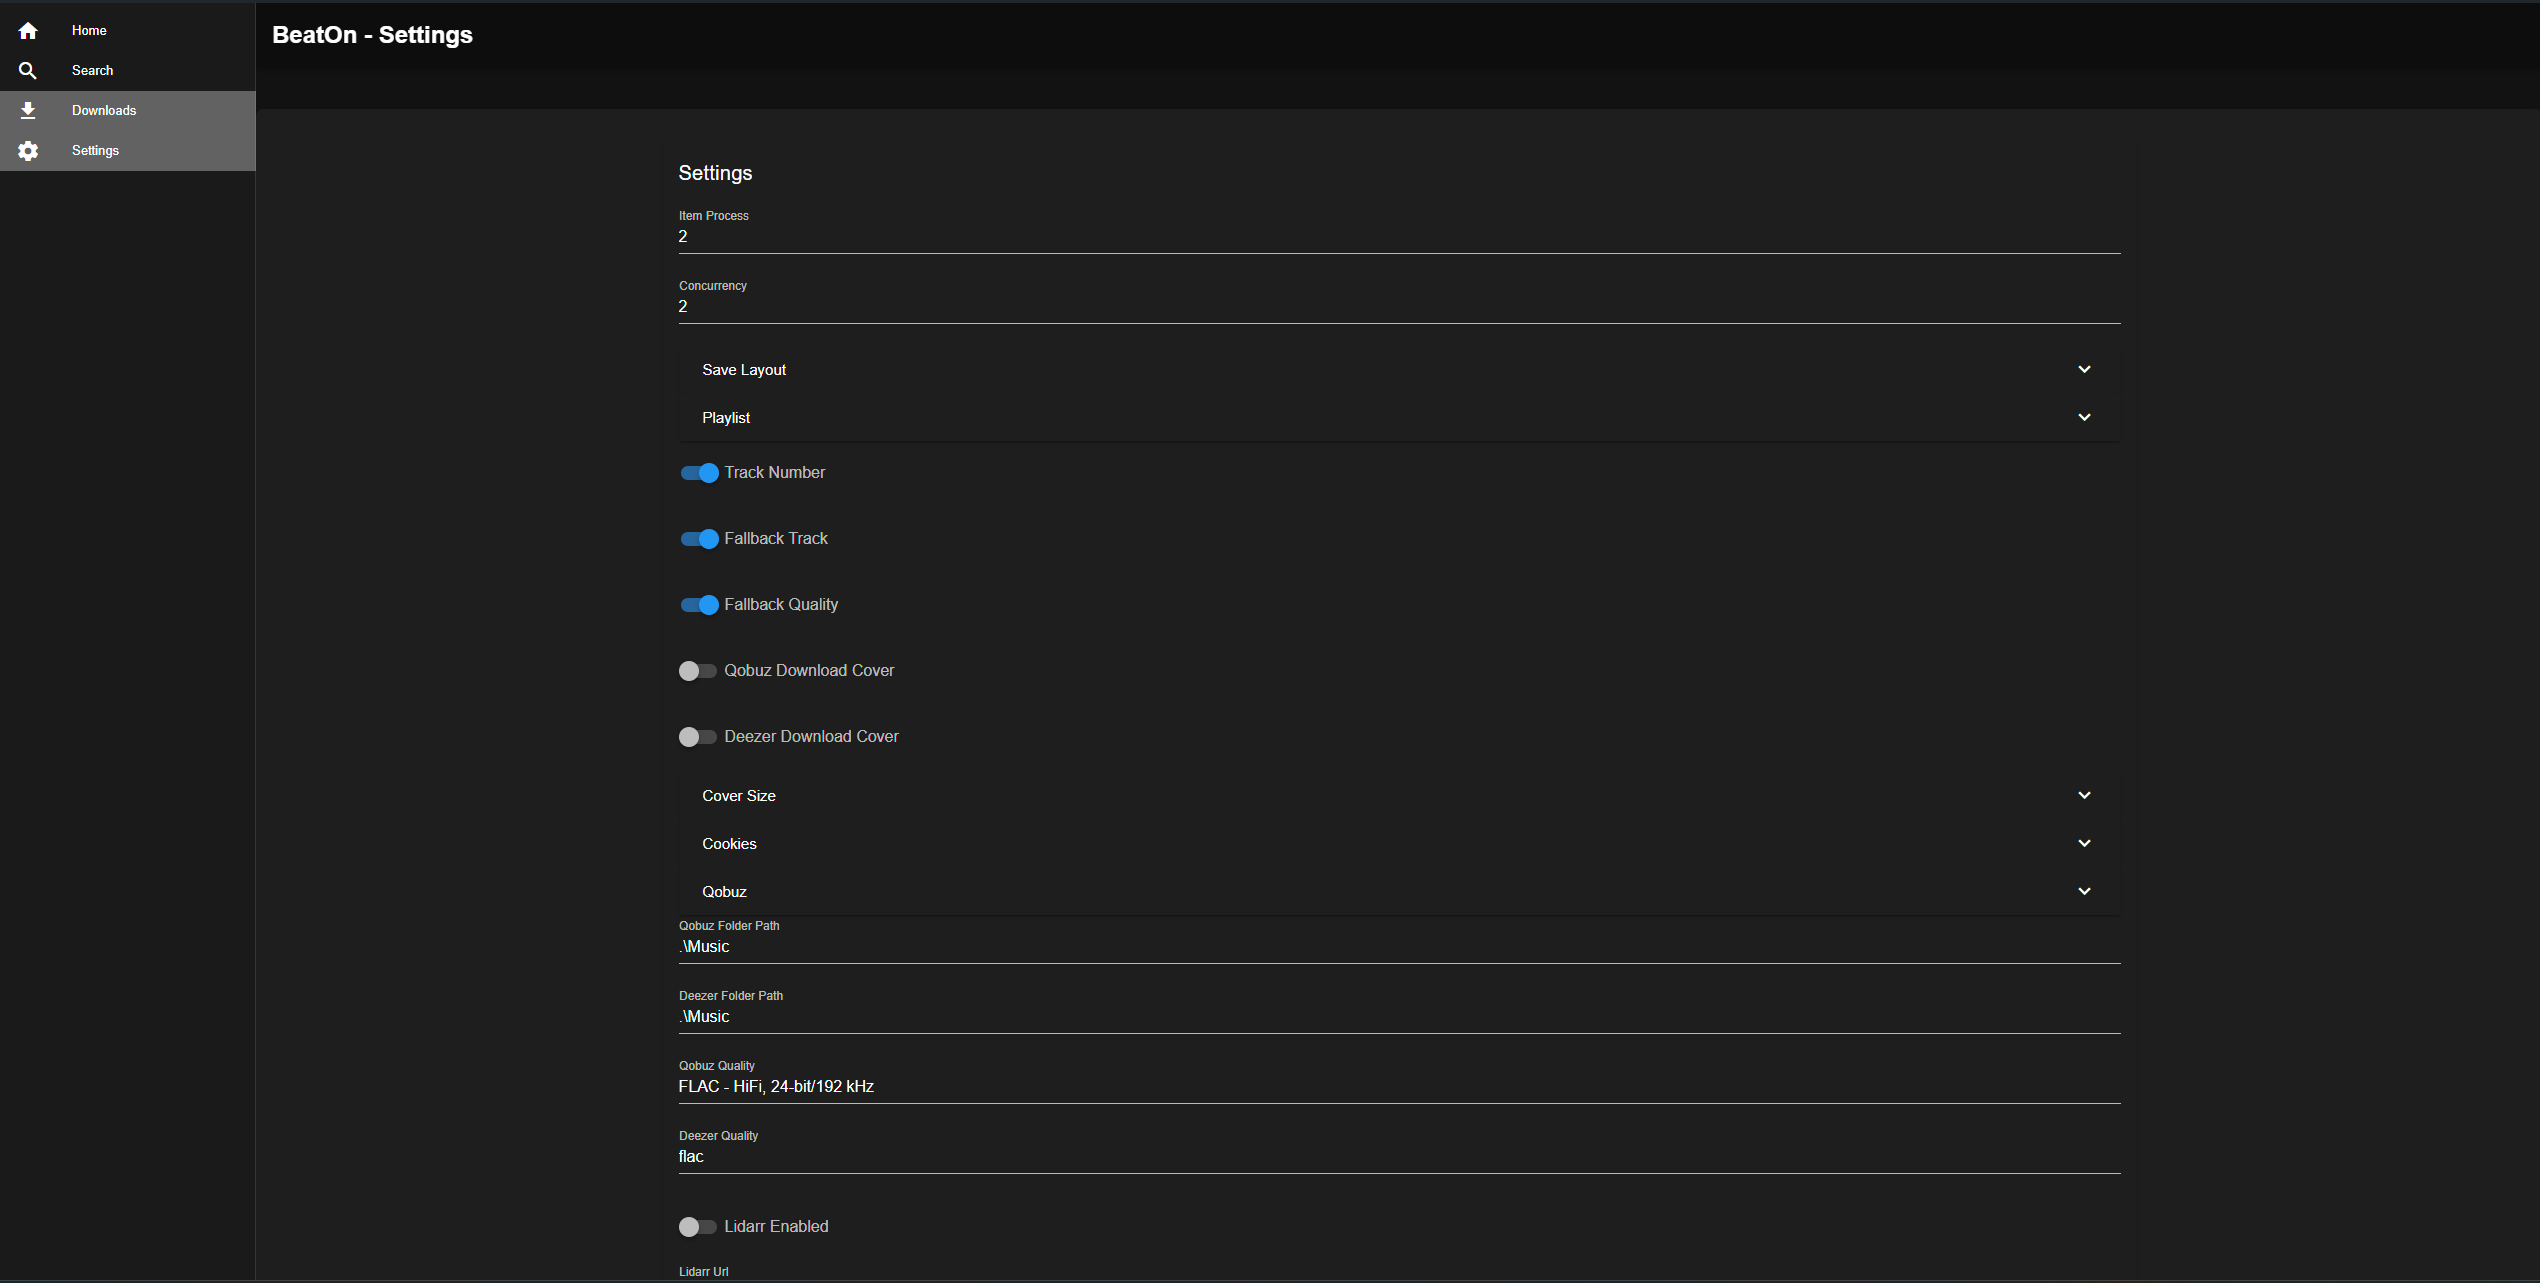 Home
Search
Downloads
Settings
BeatOn - Settings
Settings
Item Process
2
Concurrency
2
Save Layout
Playlist
Track Number
Fallback Track
Fallback Quality
Qobuz Download Cover
Deezer Download Cover
Cover Size
Cookies
Qobuz
Qobuz Folder Path
.\Music
Deezer Folder Path
.\Music
Qobuz Quality
FLAC - HiFi, 24-bit/192 kHz
Deezer Quality
flac
Lidarr Enabled
Lidarr Url